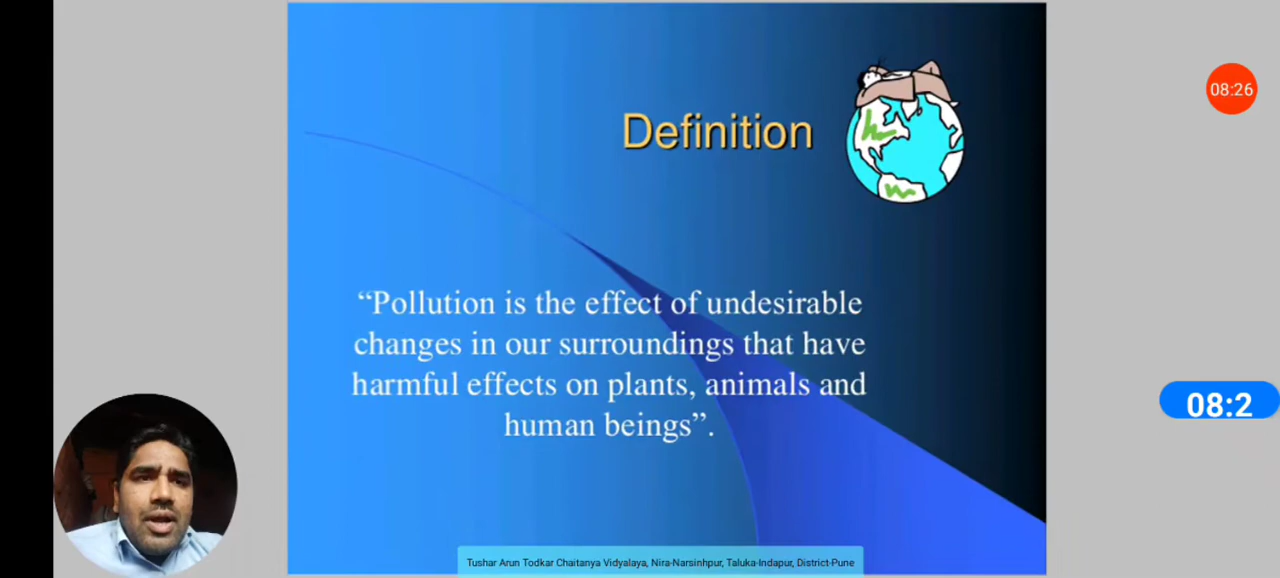 Definition
08:26
“Pollution is the effect of undesirable
changes in our surroundings that have
harmful effects on plants, animals and
human beings”.
08:2
Tushar Arun Todkar Chaitanya Vidyalaya, Nira-Narsinhpur, Taluka-Indapur, District-Pune